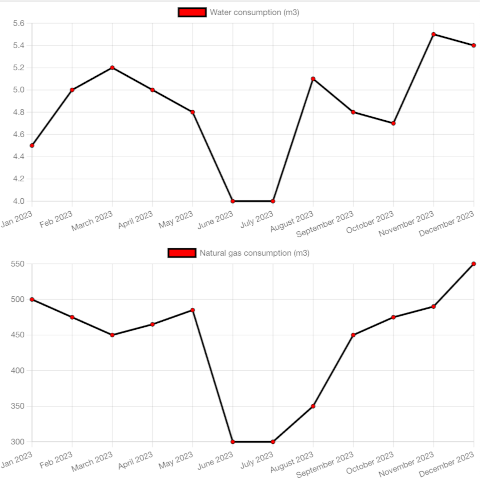 Water consumption (m3)
5.6
5.4
5.2
5.0
4.8
4.6
4.4
4.2
4.0
Jan 2023
Feb 2023
March 2023
April 2023
May 2023
June 2023
July 2023
August 2023
September 2023
October 2023
November 2023
December 2023
Natural gas consumption (m3)
550
500
450
400
350
300
Jan 2023
Feb 2023
March 2023
April 2023
May 2023
June 2023
July 2023
August 2023
September 2023
October 2023
November 2023
December 2023